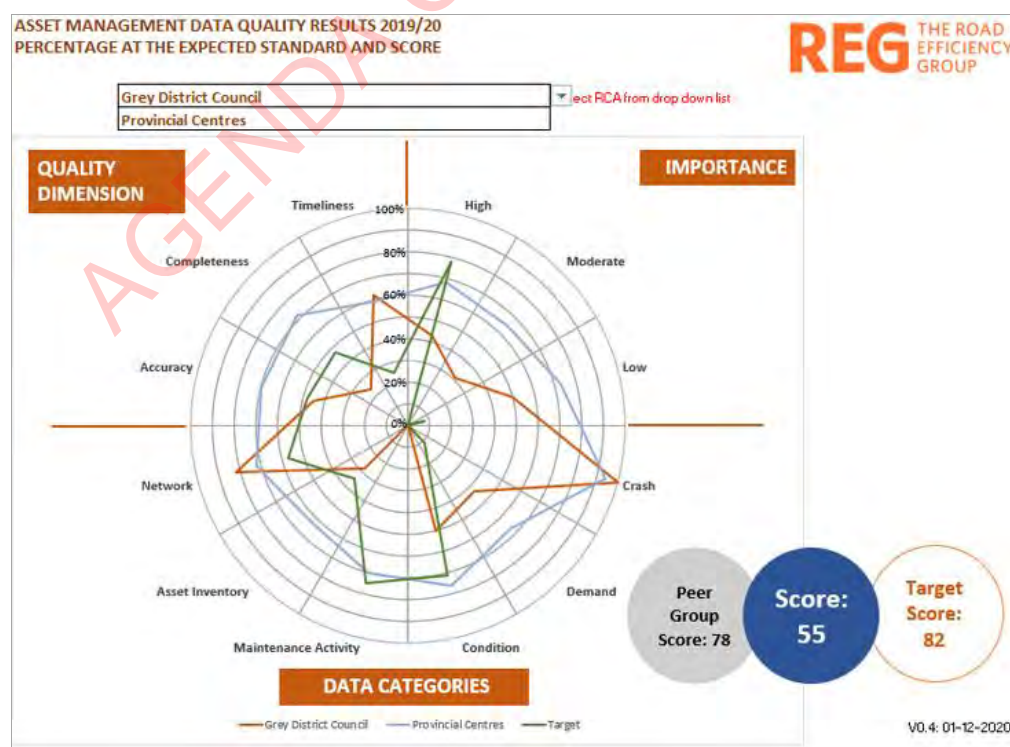 ASSET MANAGEMENT DATA QUALITY RESULTS 2019/20
PERCENTAGE AT THE EXPECTED STANDARD AND SCORE
REG THE ROAD
EFFICIENCY
GROUP
Grey District Council
ect RCA from drop down list
Provincial Centres
AGENDA
QUALITY
DIMENSION
IMPORTANCE
Timeliness
100%
High
Completeness
80%
Moderate
60%
Accuracy
40%
Low
20%
0%
Network
Crash
Asset Inventory
Demand
Maintenance Activity
Condition
Peer
Group
Score: 78
Score:
55
Target
Score:
82
DATA CATEGORIES
Grey District Council
Provincial Centres
Target
V0.4: 01-12-2020